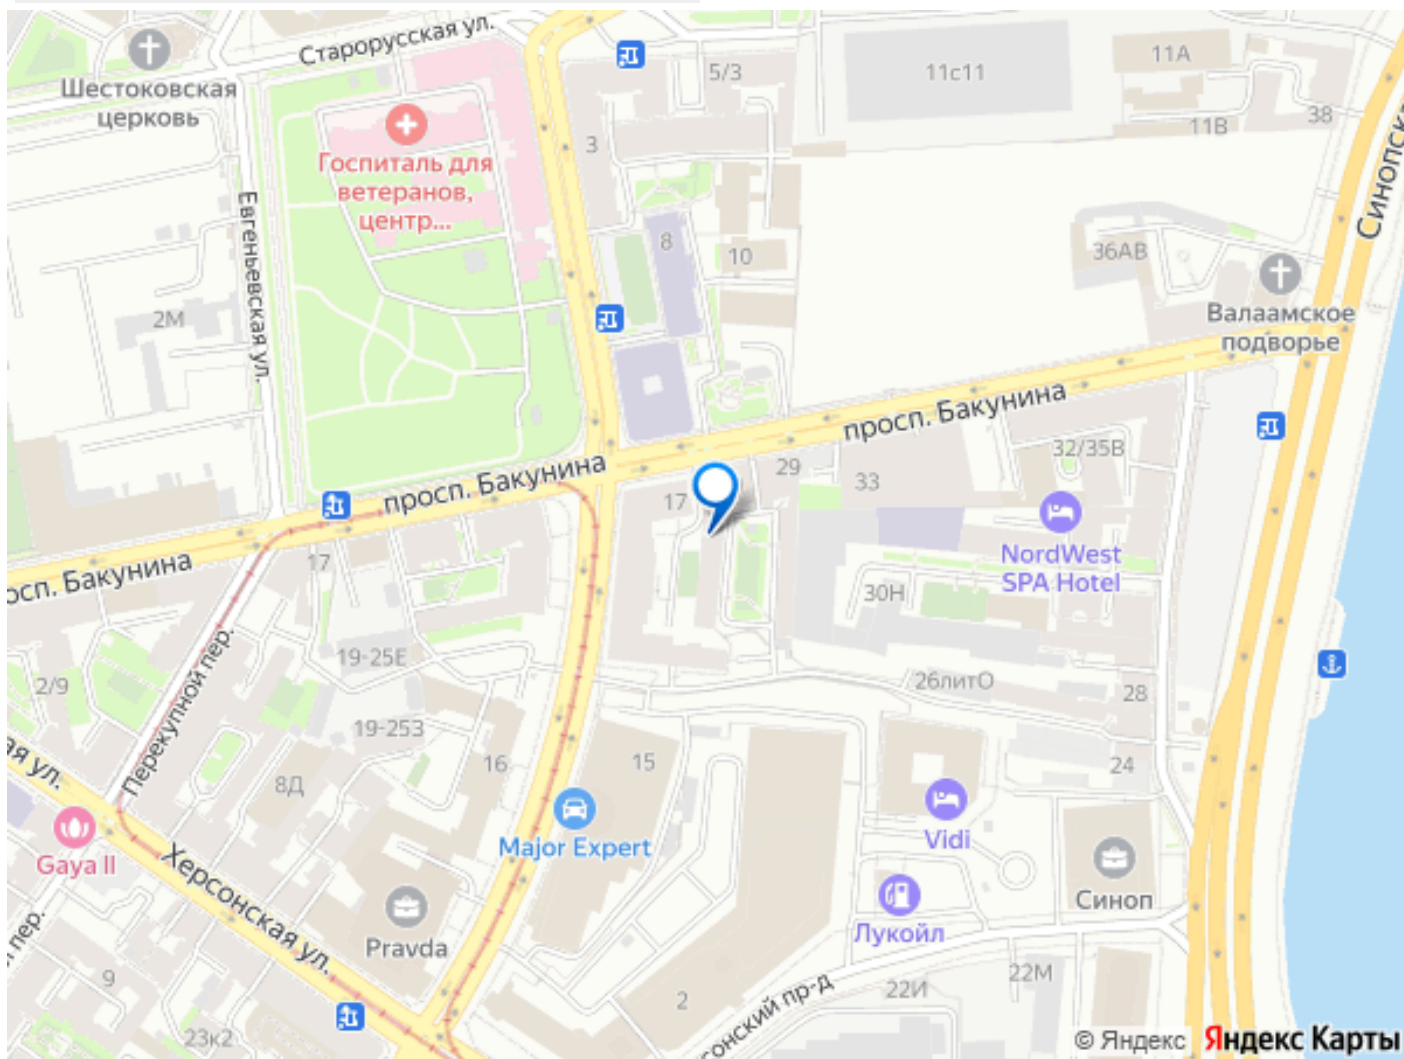 Старорусская ул.
Шестоковская
церковь
5/3
11с11
11А
38
11В
3
Госпиталь для
ветеранов,
центр...
Евгеньевская ул.
8
10
36АВ
Синопска
2М
Валаамское
подворье
просп. Бакунина
32/35В
29
33
просп. Бакунина
17
NordWest
SPA Hotel
17
осп. Бакунина
30Н
19-25Е
2/9
Перекупной пер.
26литО
28
19-253
16
15
24
ая ул.
8Д
Major Expert
Vidi
Gaya II
Херсонская ул.
Синоп
Pravda
Лукойл
пер.
9
22М
22И
2
сонский пр-д
23к2
© Яндекс
Яндекс Карты